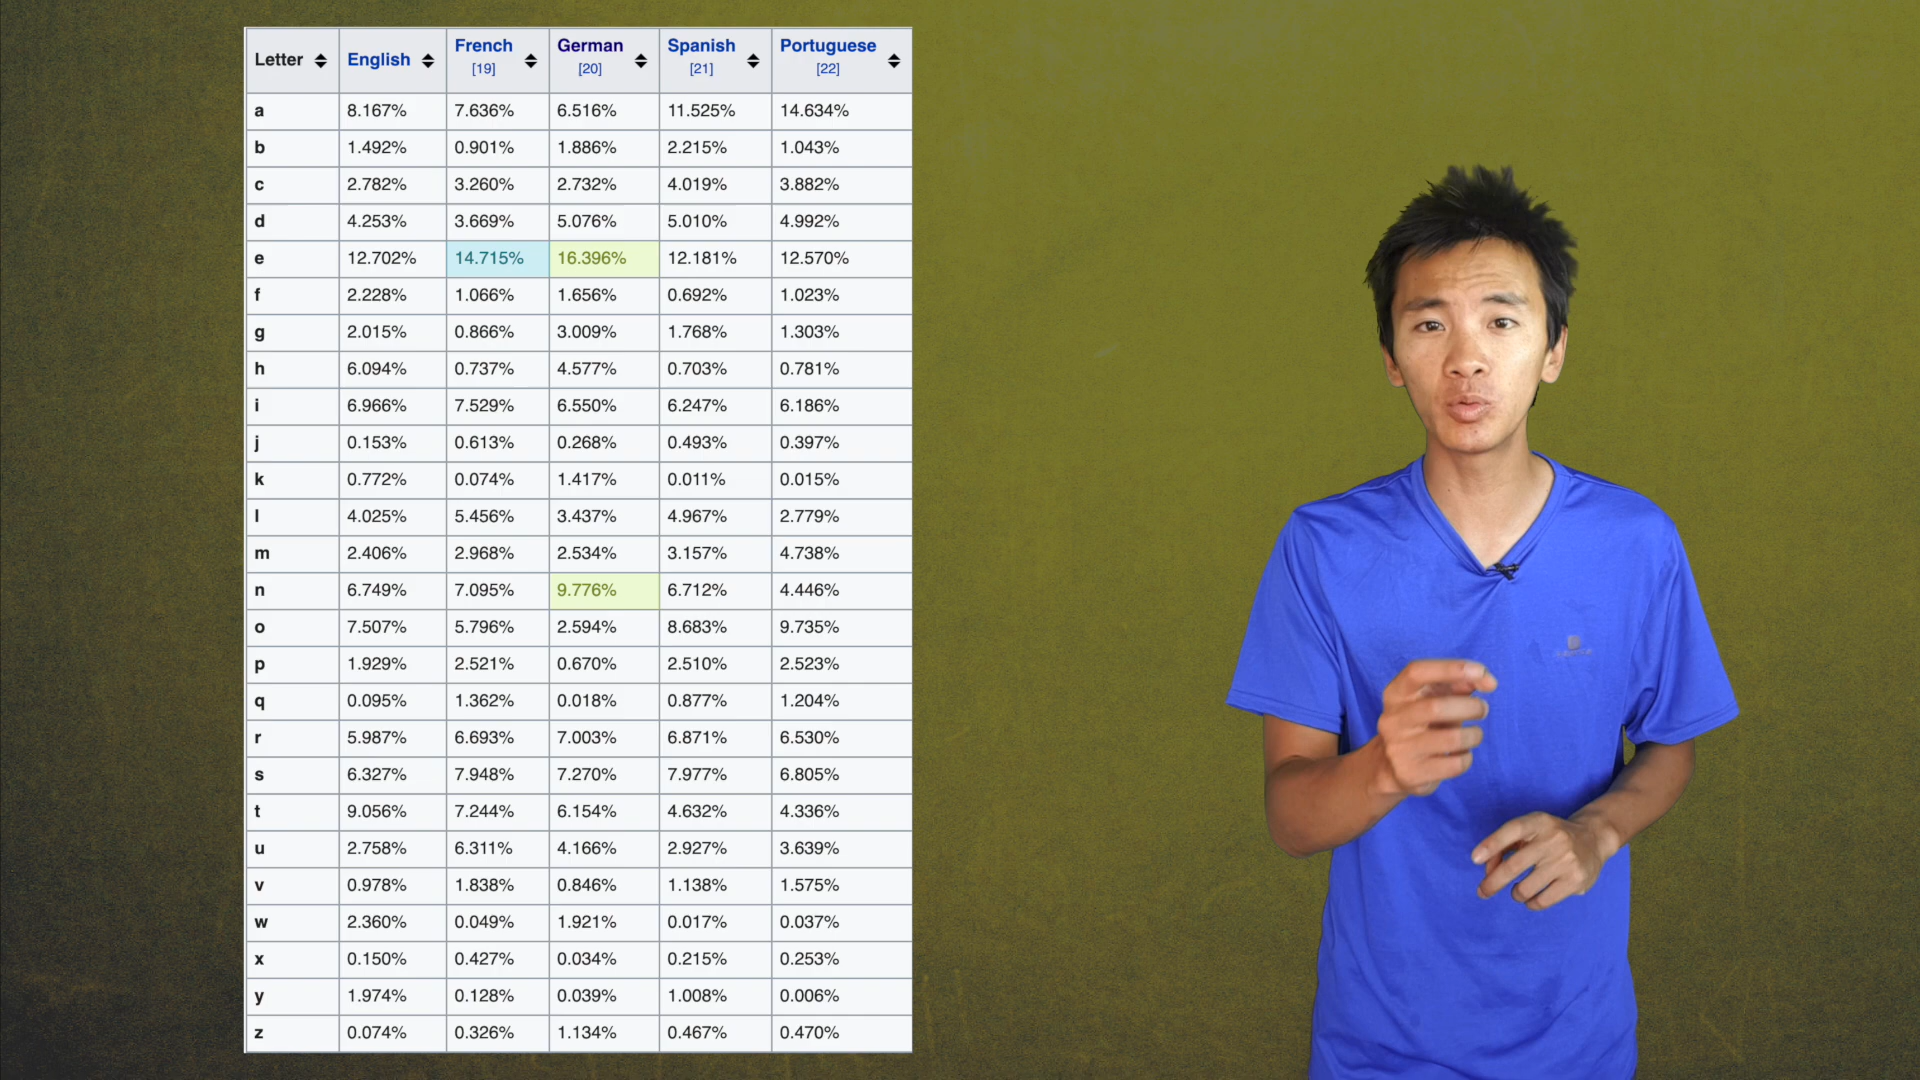 Letter English French German Spanish Portuguese
[19] [20] [21] [22]
a 8.167% 7.636% 6.516% 11.525% 14.634%
b 1.492% 0.901% 1.886% 2.215% 1.043%
c 2.782% 3.260% 2.732% 4.019% 3.882%
d 4.253% 3.669% 5.076% 5.010% 4.992%
e 12.702% 14.715% 16.396% 12.181% 12.570%
f 2.228% 1.066% 1.656% 0.692% 1.023%
g 2.015% 0.866% 3.009% 1.768% 1.303%
h 6.094% 0.737% 4.577% 0.703% 0.781%
i 6.966% 7.529% 6.550% 6.247% 6.186%
j 0.153% 0.613% 0.268% 0.493% 0.397%
k 0.772% 0.074% 1.417% 0.011% 0.015%
l 4.025% 5.456% 3.437% 4.967% 2.779%
m 2.406% 2.968% 2.534% 3.157% 4.738%
n 6.749% 7.095% 9.776% 6.712% 4.446%
o 7.507% 5.796% 2.594% 8.683% 9.735%
p 1.929% 2.521% 0.670% 2.510% 2.523%
q 0.095% 1.362% 0.018% 0.877% 1.204%
r 5.987% 6.693% 7.003% 6.871% 6.530%
s 6.327% 7.948% 7.270% 7.977% 6.805%
t 9.056% 7.244% 6.154% 4.632% 4.336%
u 2.758% 6.311% 4.166% 2.927% 3.639%
v 0.978% 1.838% 0.846% 1.138% 1.575%
w 2.360% 0.049% 1.921% 0.017% 0.037%
x 0.150% 0.427% 0.034% 0.215% 0.253%
y 1.974% 0.128% 0.039% 1.008% 0.006%
z 0.074% 0.326% 1.134% 0.467% 0.470%